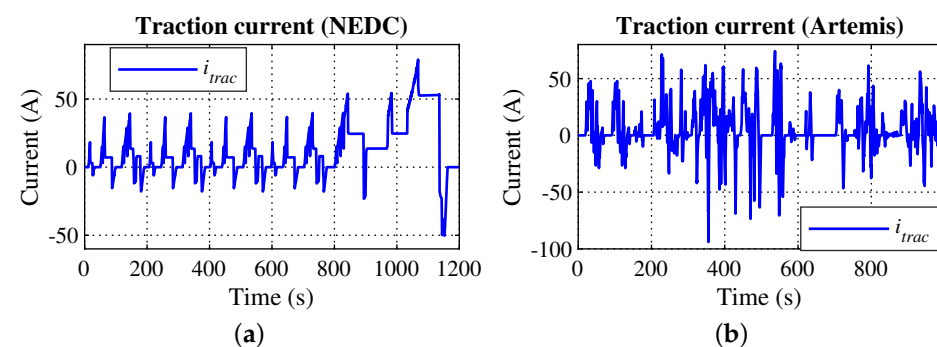 Traction current (NEDC)
i_trac
Current (A)
50
0
-50
0 200 400 600 800 1000 1200
Time (s)
(a)
Traction current (Artemis)
Current (A)
50
0
-50
-100
i_trac
0 200 400 600 800
Time (s)
(b)